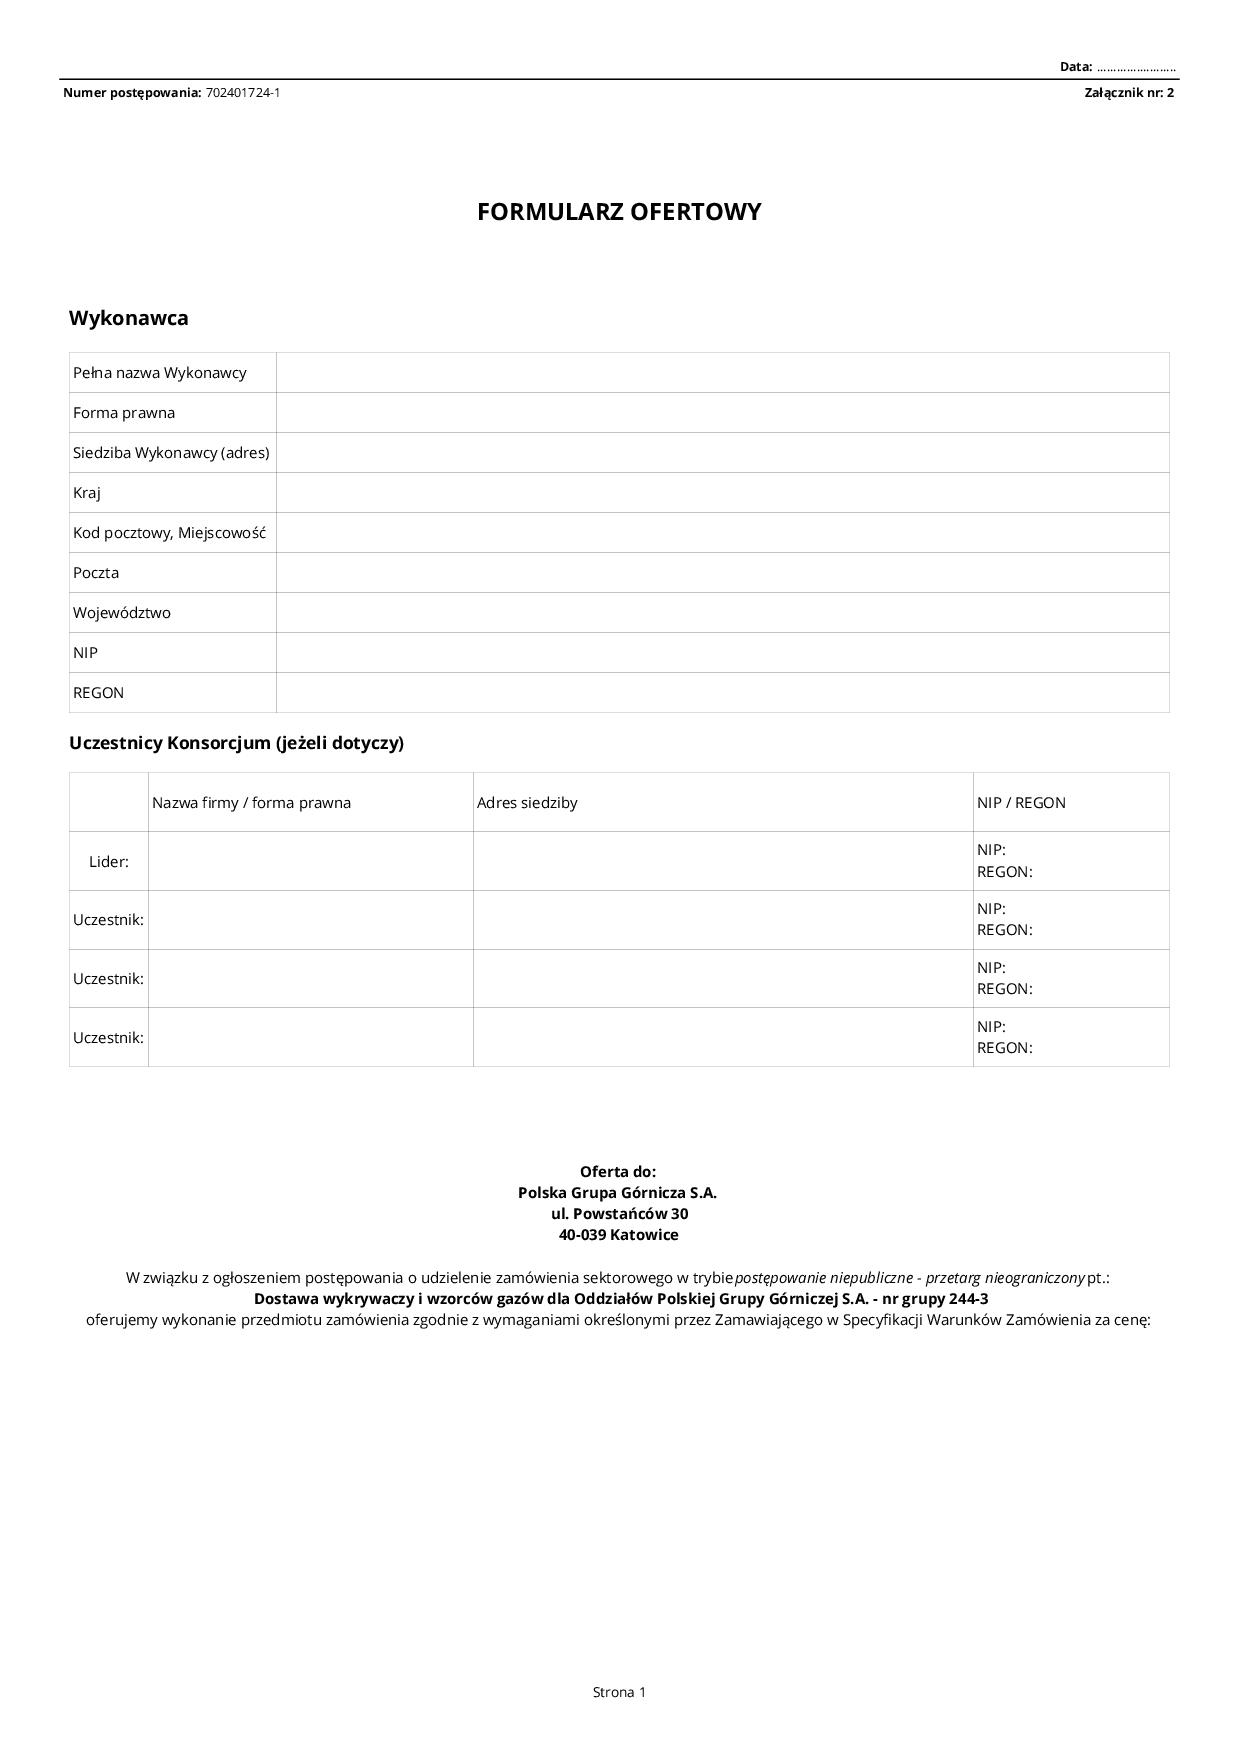 Data: ........................
Numer postępowania: 702401724-1 Załącznik nr: 2
FORMULARZ OFERTOWY
Wykonawca
Pełna nazwa Wykonawcy
Forma prawna
Siedziba Wykonawcy (adres)
Kraj
Kod pocztowy, Miejscowość
Poczta
Województwo
NIP
REGON
Uczestnicy Konsorcjum (jeżeli dotyczy)
Nazwa firmy / forma prawna Adres siedziby NIP / REGON
Lider: NIP:
REGON:
Uczestnik: NIP:
REGON:
Uczestnik: NIP:
REGON:
Uczestnik: NIP:
REGON:
Oferta do:
Polska Grupa Górnicza S.A.
ul. Powstańców 30
40-039 Katowice
W związku z ogłoszeniem postępowania o udzielenie zamówienia sektorowego w trybie postępowanie niepubliczne - przetarg nieograniczony pt.:
Dostawa wykrywaczy i wzorców gazów dla Oddziałów Polskiej Grupy Górniczej S.A. - nr grupy 244-3
oferujemy wykonanie przedmiotu zamówienia zgodnie z wymaganiami określonymi przez Zamawiającego w Specyfikacji Warunków Zamówienia za cenę:
Strona 1